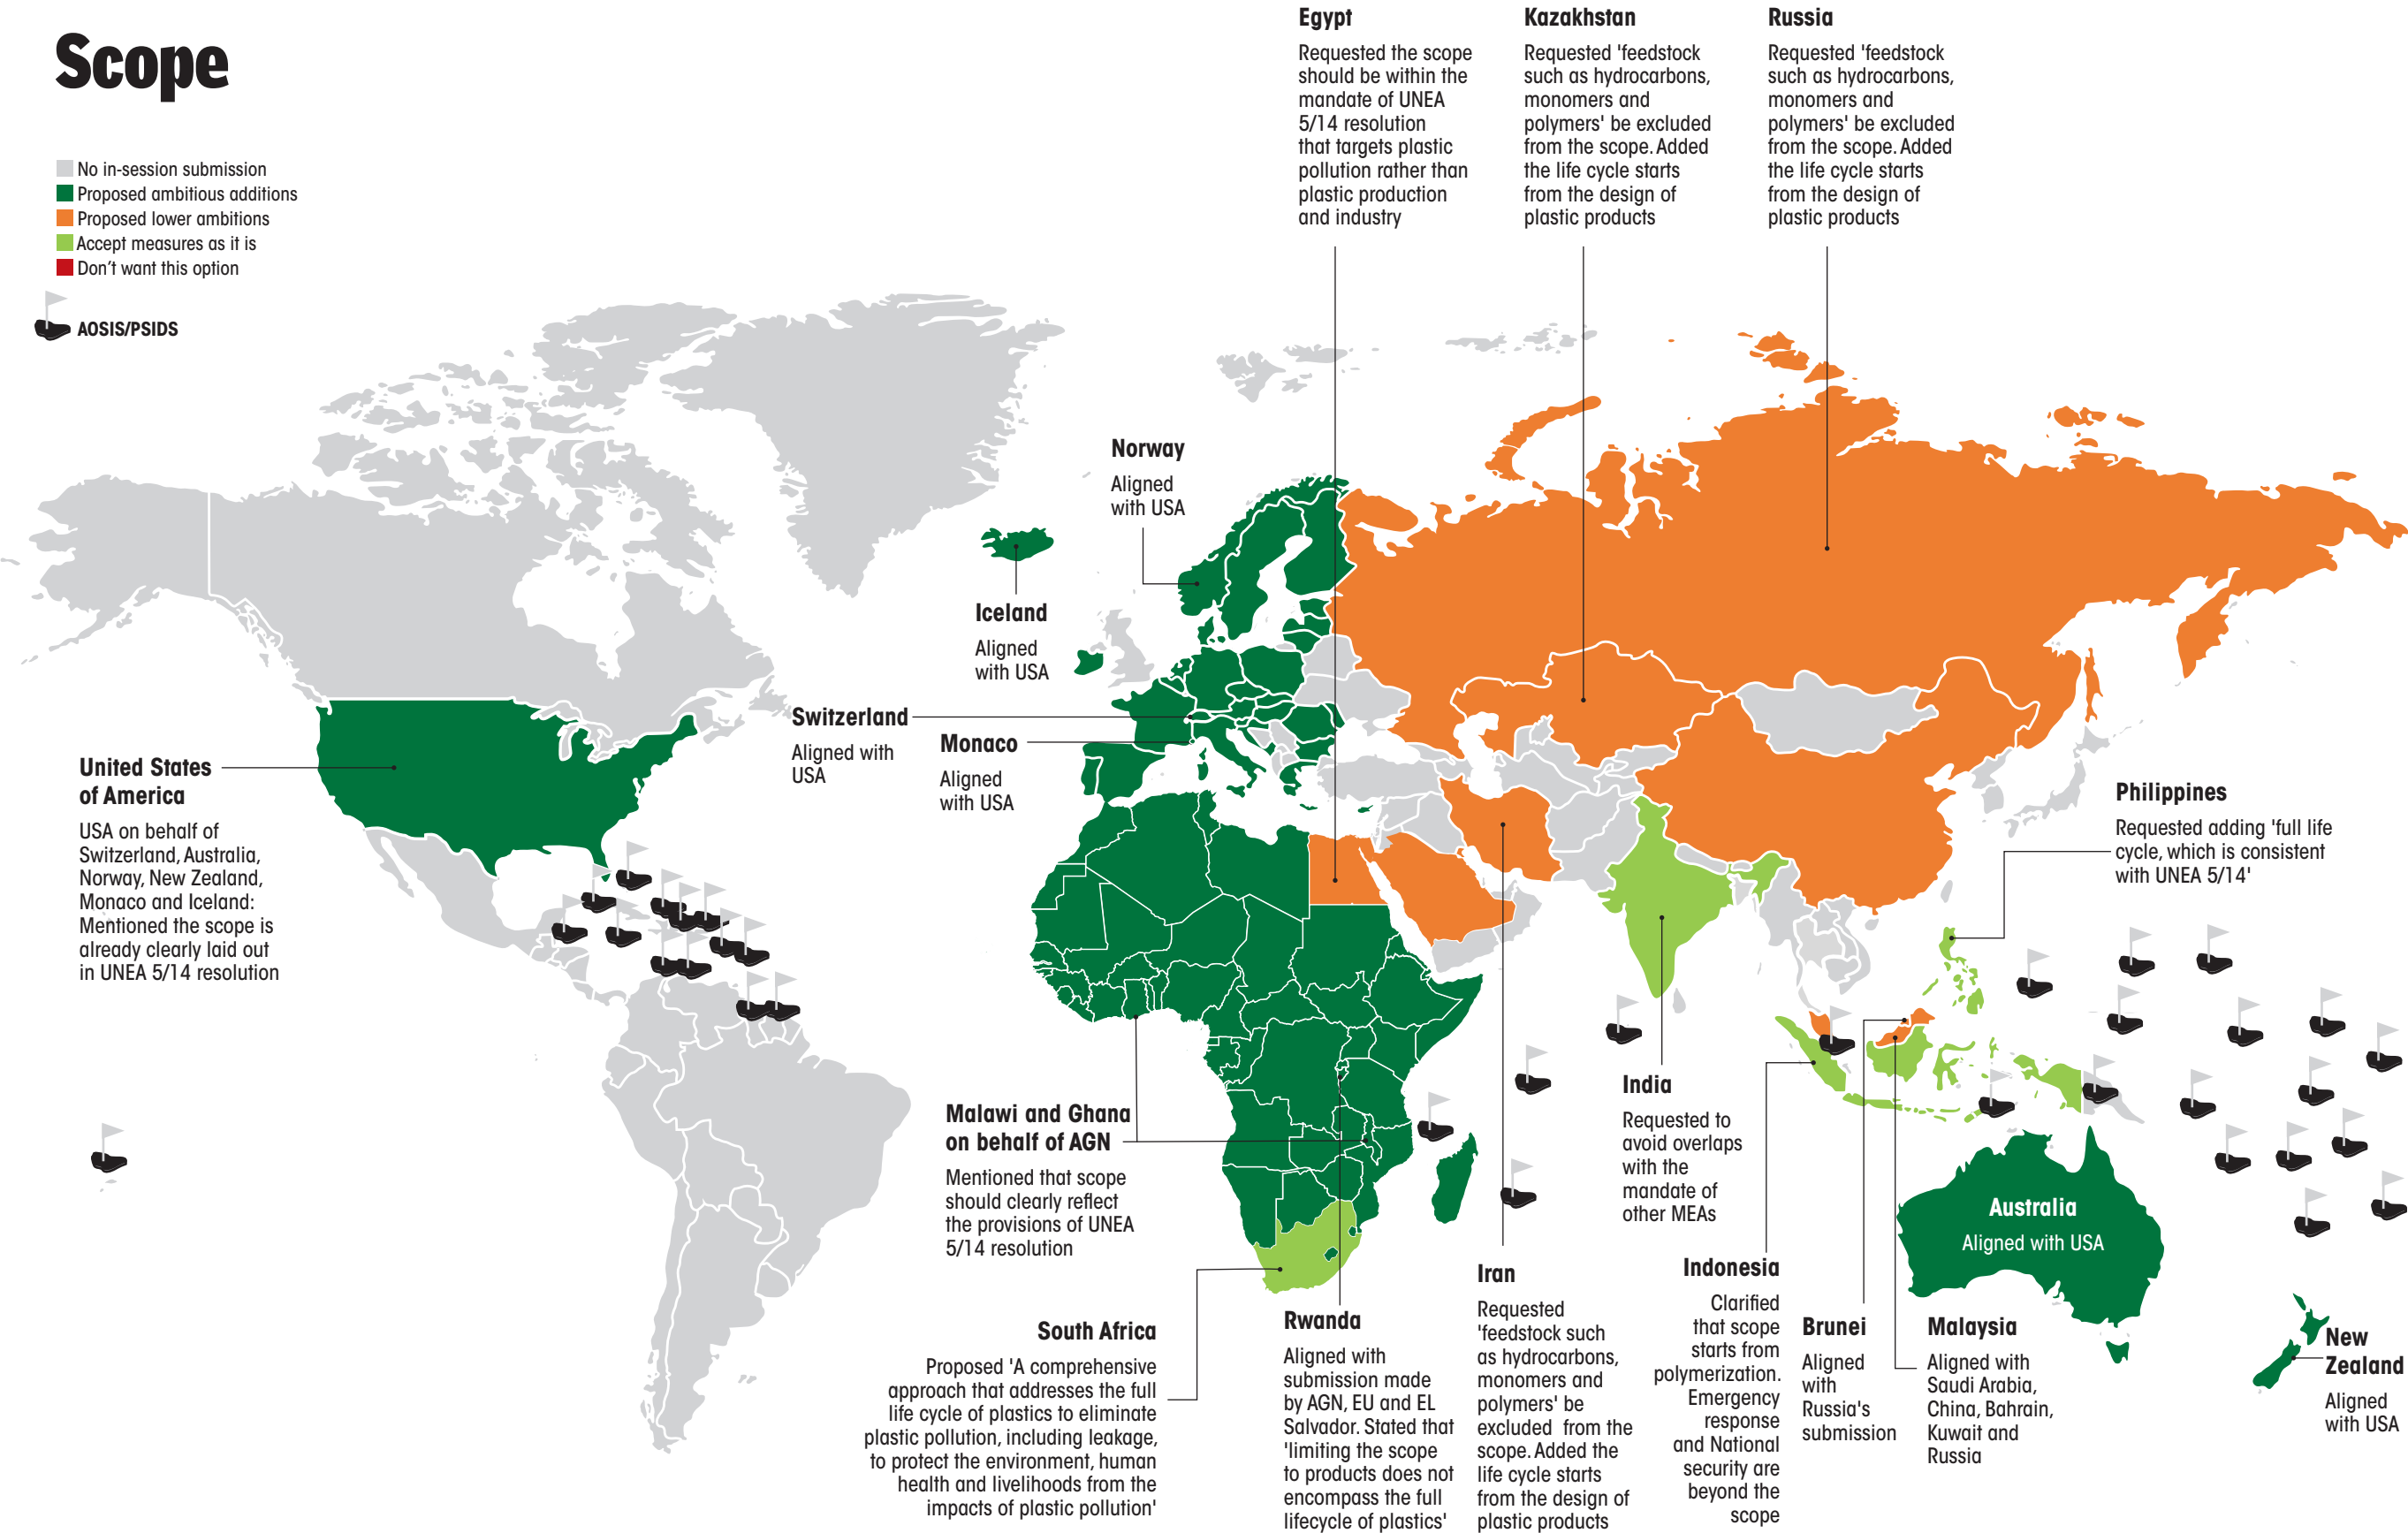 Scope
No in-session submission
Proposed ambitious additions
Proposed lower ambitions
Accept measures as it is
Don't want this option
AOSIS/PSIDS
Egypt
Requested the scope
should be within the
mandate of UNEA
5/14 resolution
that targets plastic
pollution rather than
plastic production
and industry
Kazakhstan
Requested 'feedstock
such as hydrocarbons,
monomers and
polymers' be excluded
from the scope. Added
the life cycle starts
from the design of
plastic products
Russia
Requested 'feedstock
such as hydrocarbons,
monomers and
polymers' be excluded
from the scope. Added
the life cycle starts
from the design of
plastic products
Norway
Aligned
with USA
Iceland
Aligned
with USA
Switzerland
Aligned with
USA
Monaco
Aligned
with USA
United States
of America
USA on behalf of
Switzerland, Australia,
Norway, New Zealand,
Monaco and Iceland:
Mentioned the scope is
already clearly laid out
in UNEA 5/14 resolution
Philippines
Requested adding 'full life
cycle, which is consistent
with UNEA 5/14'
Malawi and Ghana
on behalf of AGN
Mentioned that scope
should clearly reflect
the provisions of UNEA
5/14 resolution
India
Requested to
avoid overlaps
with the
mandate of
other MEAs
Australia
Aligned with USA
South Africa
Proposed 'A comprehensive
approach that addresses the full
life cycle of plastics to eliminate
plastic pollution, including leakage,
to protect the environment, human
health and livelihoods from the
impacts of plastic pollution'
Rwanda
Aligned with
submission made
by AGN, EU and EL
Salvador. Stated that
'limiting the scope
to products does not
encompass the full
lifecycle of plastics'
Iran
Requested
'feedstock such
as hydrocarbons,
monomers and
polymers' be
excluded from the
scope. Added the
life cycle starts
from the design of
plastic products
Indonesia
Clarified
that scope
starts from
polymerization.
Emergency
response
and National
security are
beyond the
scope
Brunei
Aligned
with
Russia's
submission
Malaysia
Aligned with
Saudi Arabia,
China, Bahrain,
Kuwait and
Russia
New
Zealand
Aligned
with USA